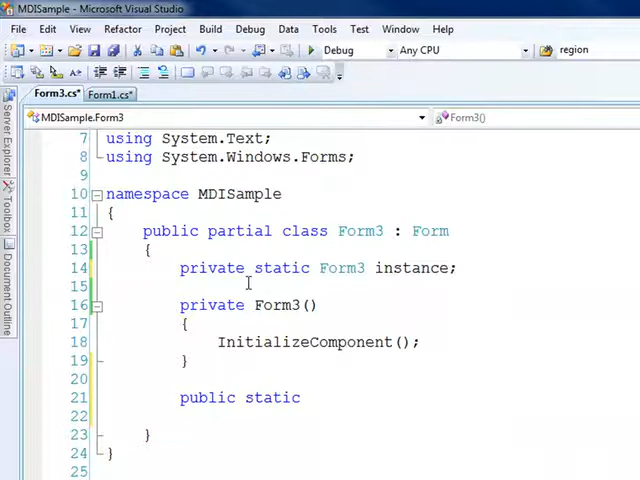 MDISample - Microsoft Visual Studio
File Edit View Refactor Project Build Debug Data Tools Test Window Help
Debug Any CPU region
Form3.cs* Form1.cs*
MDISample.Form3 Form3()
Server Explorer
Toolbox
Document Outline
7 using System.Text;
8 using System.Windows.Forms;
9
10 namespace MDISample
11 {
12 public partial class Form3 : Form
13 {
14 private static Form3 instance;
15
16 private Form3()
17 {
18 InitializeComponent();
19 }
20
21 public static
22
23 }
24 }
25